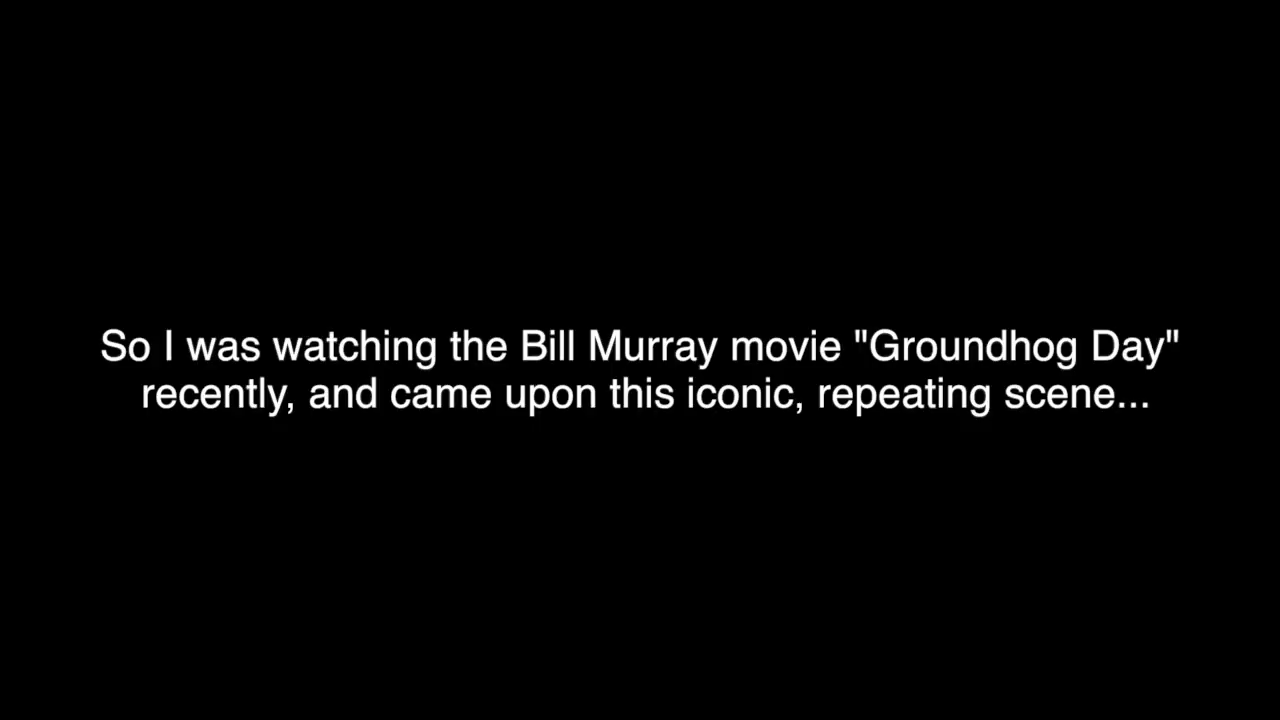 So I was watching the Bill Murray movie "Groundhog Day"
recently, and came upon this iconic, repeating scene...